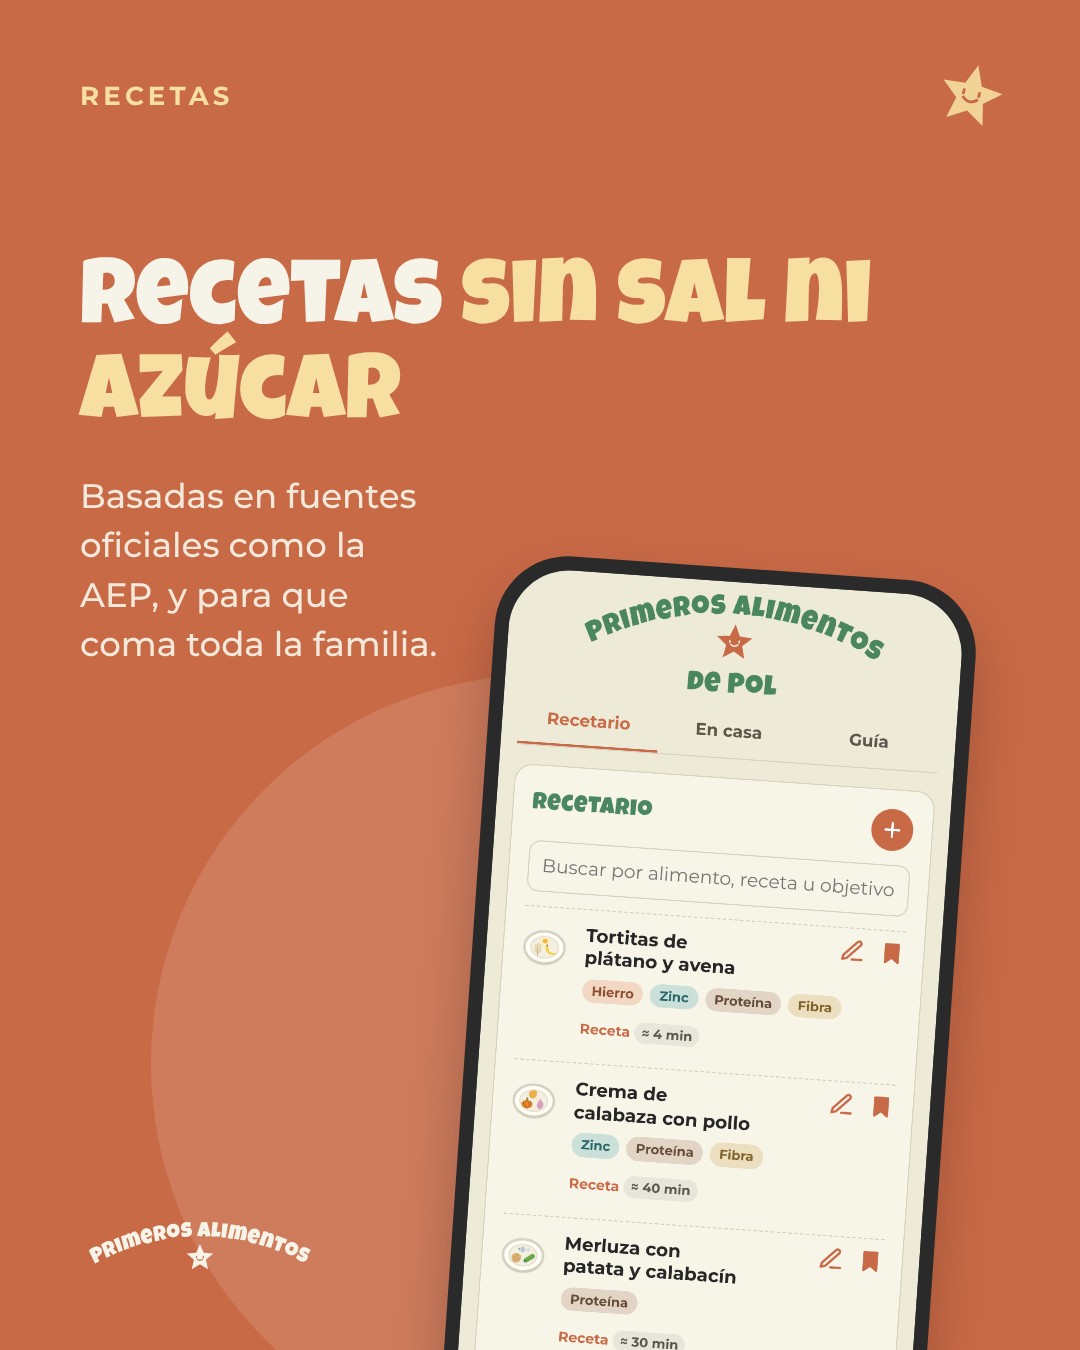 RECETAS
Recetas sin sal ni
azúcar
Basadas en fuentes
oficiales como la
AEP, y para que
coma toda la familia.
Primeros Alimentos
de Pol
Recetario
En casa
Guía
Recetario
+
Buscar por alimento, receta u objetivo
Tortitas de
plátano y avena
Hierro Zinc Proteína Fibra
Receta ≈ 4 min
Crema de
calabaza con pollo
Zinc Proteína Fibra
Receta ≈ 40 min
Merluza con
patata y calabacín
Proteína
Receta ≈ 30 min
Primeros Alimentos